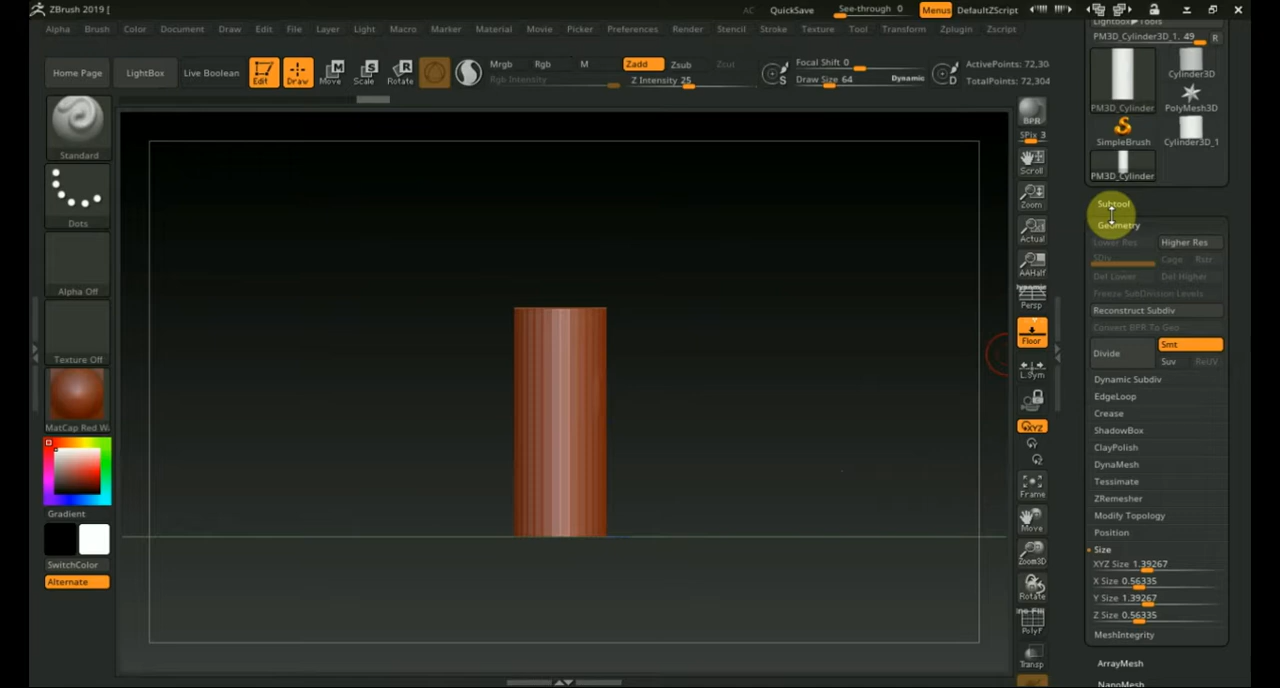 ZBrush 2019 [
AC QuickSave See-through 0 Menus DefaultZScript
Alpha Brush Color Document Draw Edit File Layer Light Macro Marker Material Movie Picker Preferences Render Stencil Stroke Texture Tool Transform Zplugin Zscript
Home Page LightBox Live Boolean Edit Draw Move Scale Rotate
Mrgb Rgb M Zadd Zsub Zcut
Rgb Intensity Z Intensity 25
Focal Shift 0
Draw Size 64 Dynamic
S
D
ActivePoints: 72,30
TotalPoints: 72,304
Standard
Dots
Alpha Off
Texture Off
MatCap Red W
Gradient
SwitchColor
Alternate
BPR
SPix 3
Scroll
Zoom
Actual
AAHalf
Dynamic
Persp
Floor
L.Sym
XYZ
Frame
Move
Zoom3D
Rotate
PolyF
Transp
Lightbox▶Tools
PM3D_Cylinder3D_1. 49 R
PM3D_Cylinder
Cylinder3D
PolyMesh3D
SimpleBrush
Cylinder3D_1
PM3D_Cylinder
Subtool
Geometry
Lower Res Higher Res
SDiv Cage Rstr
Del Lower Del Higher
Freeze SubDivision Levels
Reconstruct Subdiv
Convert BPR To Geo
Divide Smt
Suv ReUV
Dynamic Subdiv
EdgeLoop
Crease
ShadowBox
ClayPolish
DynaMesh
Tessimate
ZRemesher
Modify Topology
Position
Size
XYZ Size 1.39267
X Size 0.56335
Y Size 1.39267
Z Size 0.56335
MeshIntegrity
ArrayMesh
NanoMesh